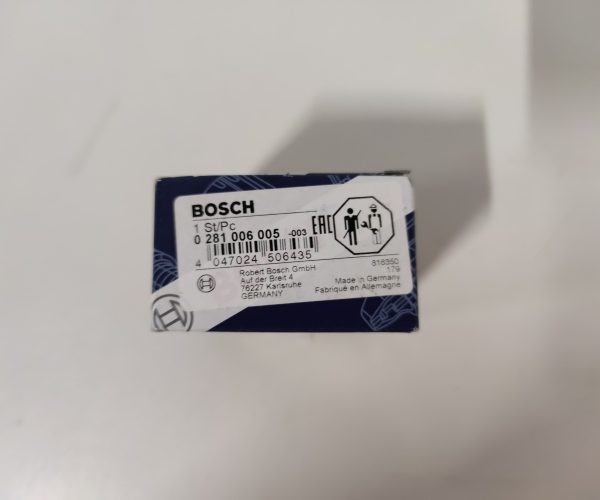 BOSCH
1 St/Pc
0 281 006 005 -003
EAC
4 047024 506435
Robert Bosch GmbH
Auf der Breit 4
76227 Karlsruhe
GERMANY
816350
179
Made in Germany
Fabriqué en Allemagne